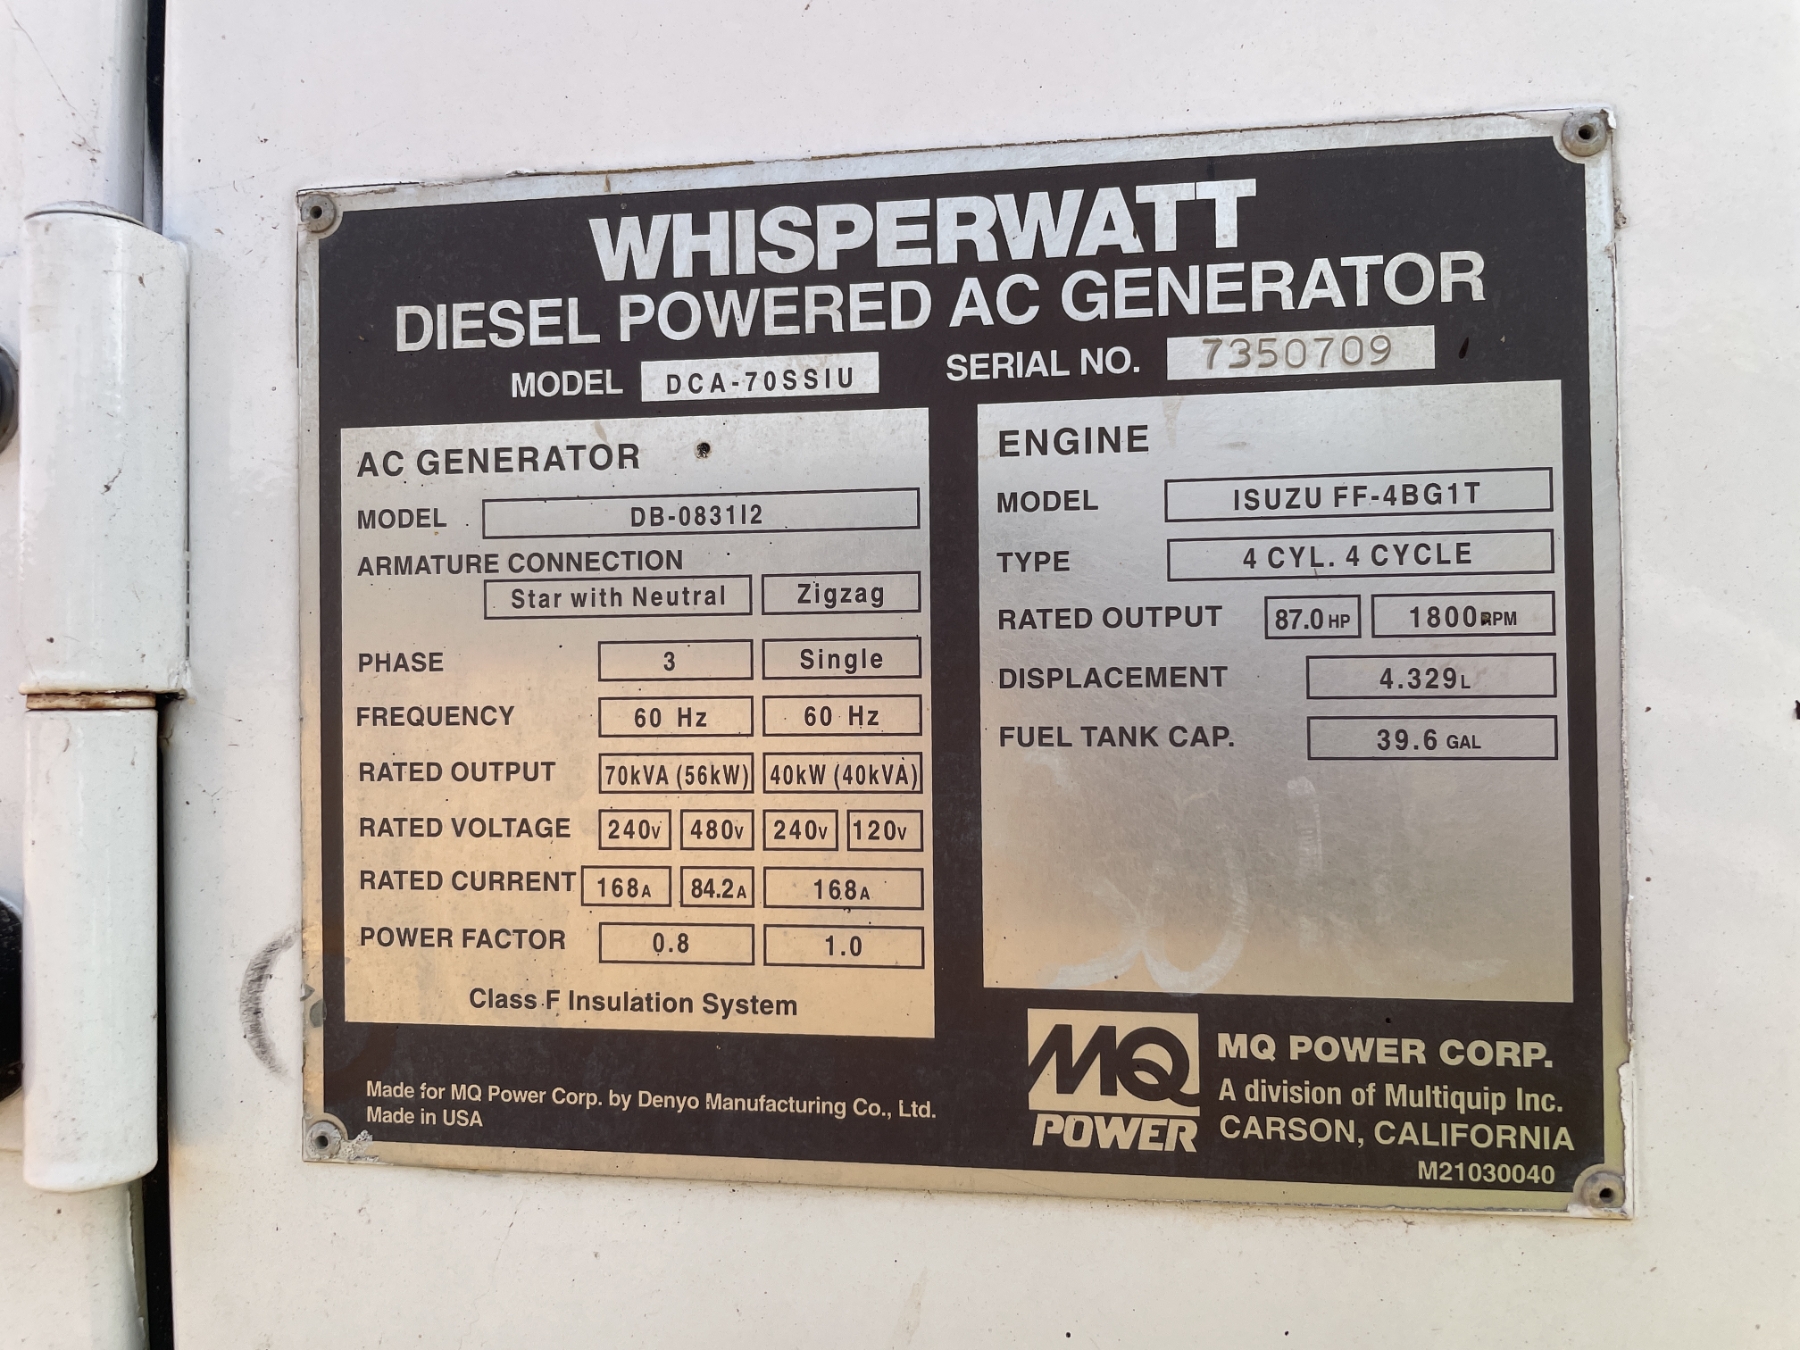 WHISPERWATT
DIESEL POWERED AC GENERATOR
MODEL DCA-70SSIU SERIAL NO. 7350709
AC GENERATOR
MODEL DB-0831I2
ARMATURE CONNECTION
Star with Neutral Zigzag
PHASE 3 Single
FREQUENCY 60 Hz 60 Hz
RATED OUTPUT 70kVA (56kW) 40kW (40kVA)
RATED VOLTAGE 240V 480V 240V 120V
RATED CURRENT 168A 84.2A 168A
POWER FACTOR 0.8 1.0
Class F Insulation System
ENGINE
MODEL ISUZU FF-4BG1T
TYPE 4 CYL. 4 CYCLE
RATED OUTPUT 87.0 HP 1800RPM
DISPLACEMENT 4.329L
FUEL TANK CAP. 39.6 GAL
Made for MQ Power Corp. by Denyo Manufacturing Co., Ltd.
Made in USA
MQ
POWER
MQ POWER CORP.
A division of Multiquip Inc.
CARSON, CALIFORNIA
M21030040